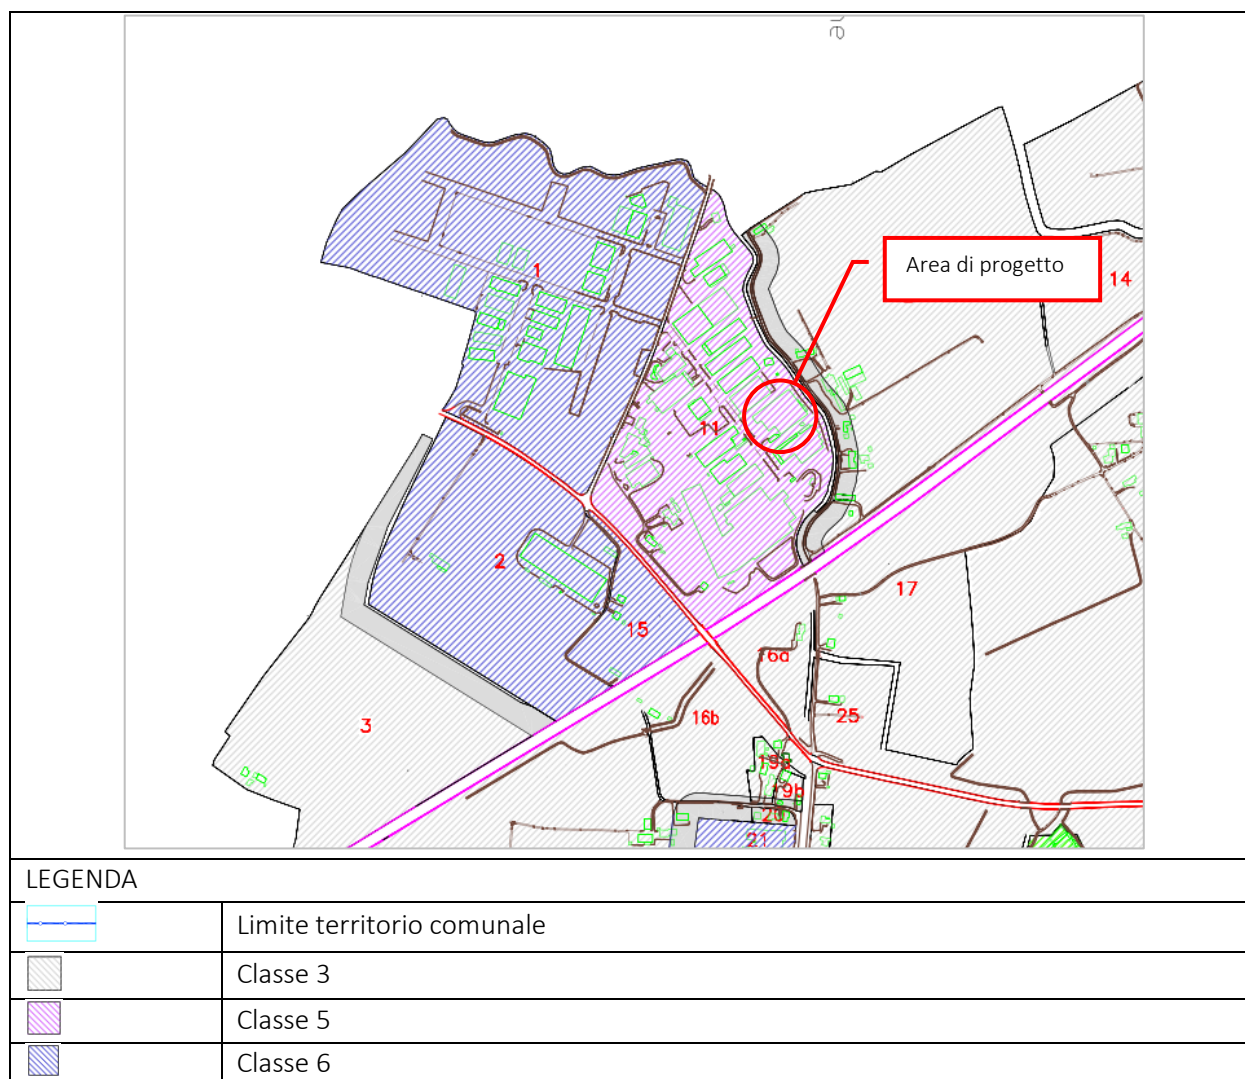 ne
Area di progetto
14
1
11
2
15
17
16a
16b
25
3
19a
19b
20
21
LEGENDA
Limite territorio comunale
Classe 3
Classe 5
Classe 6